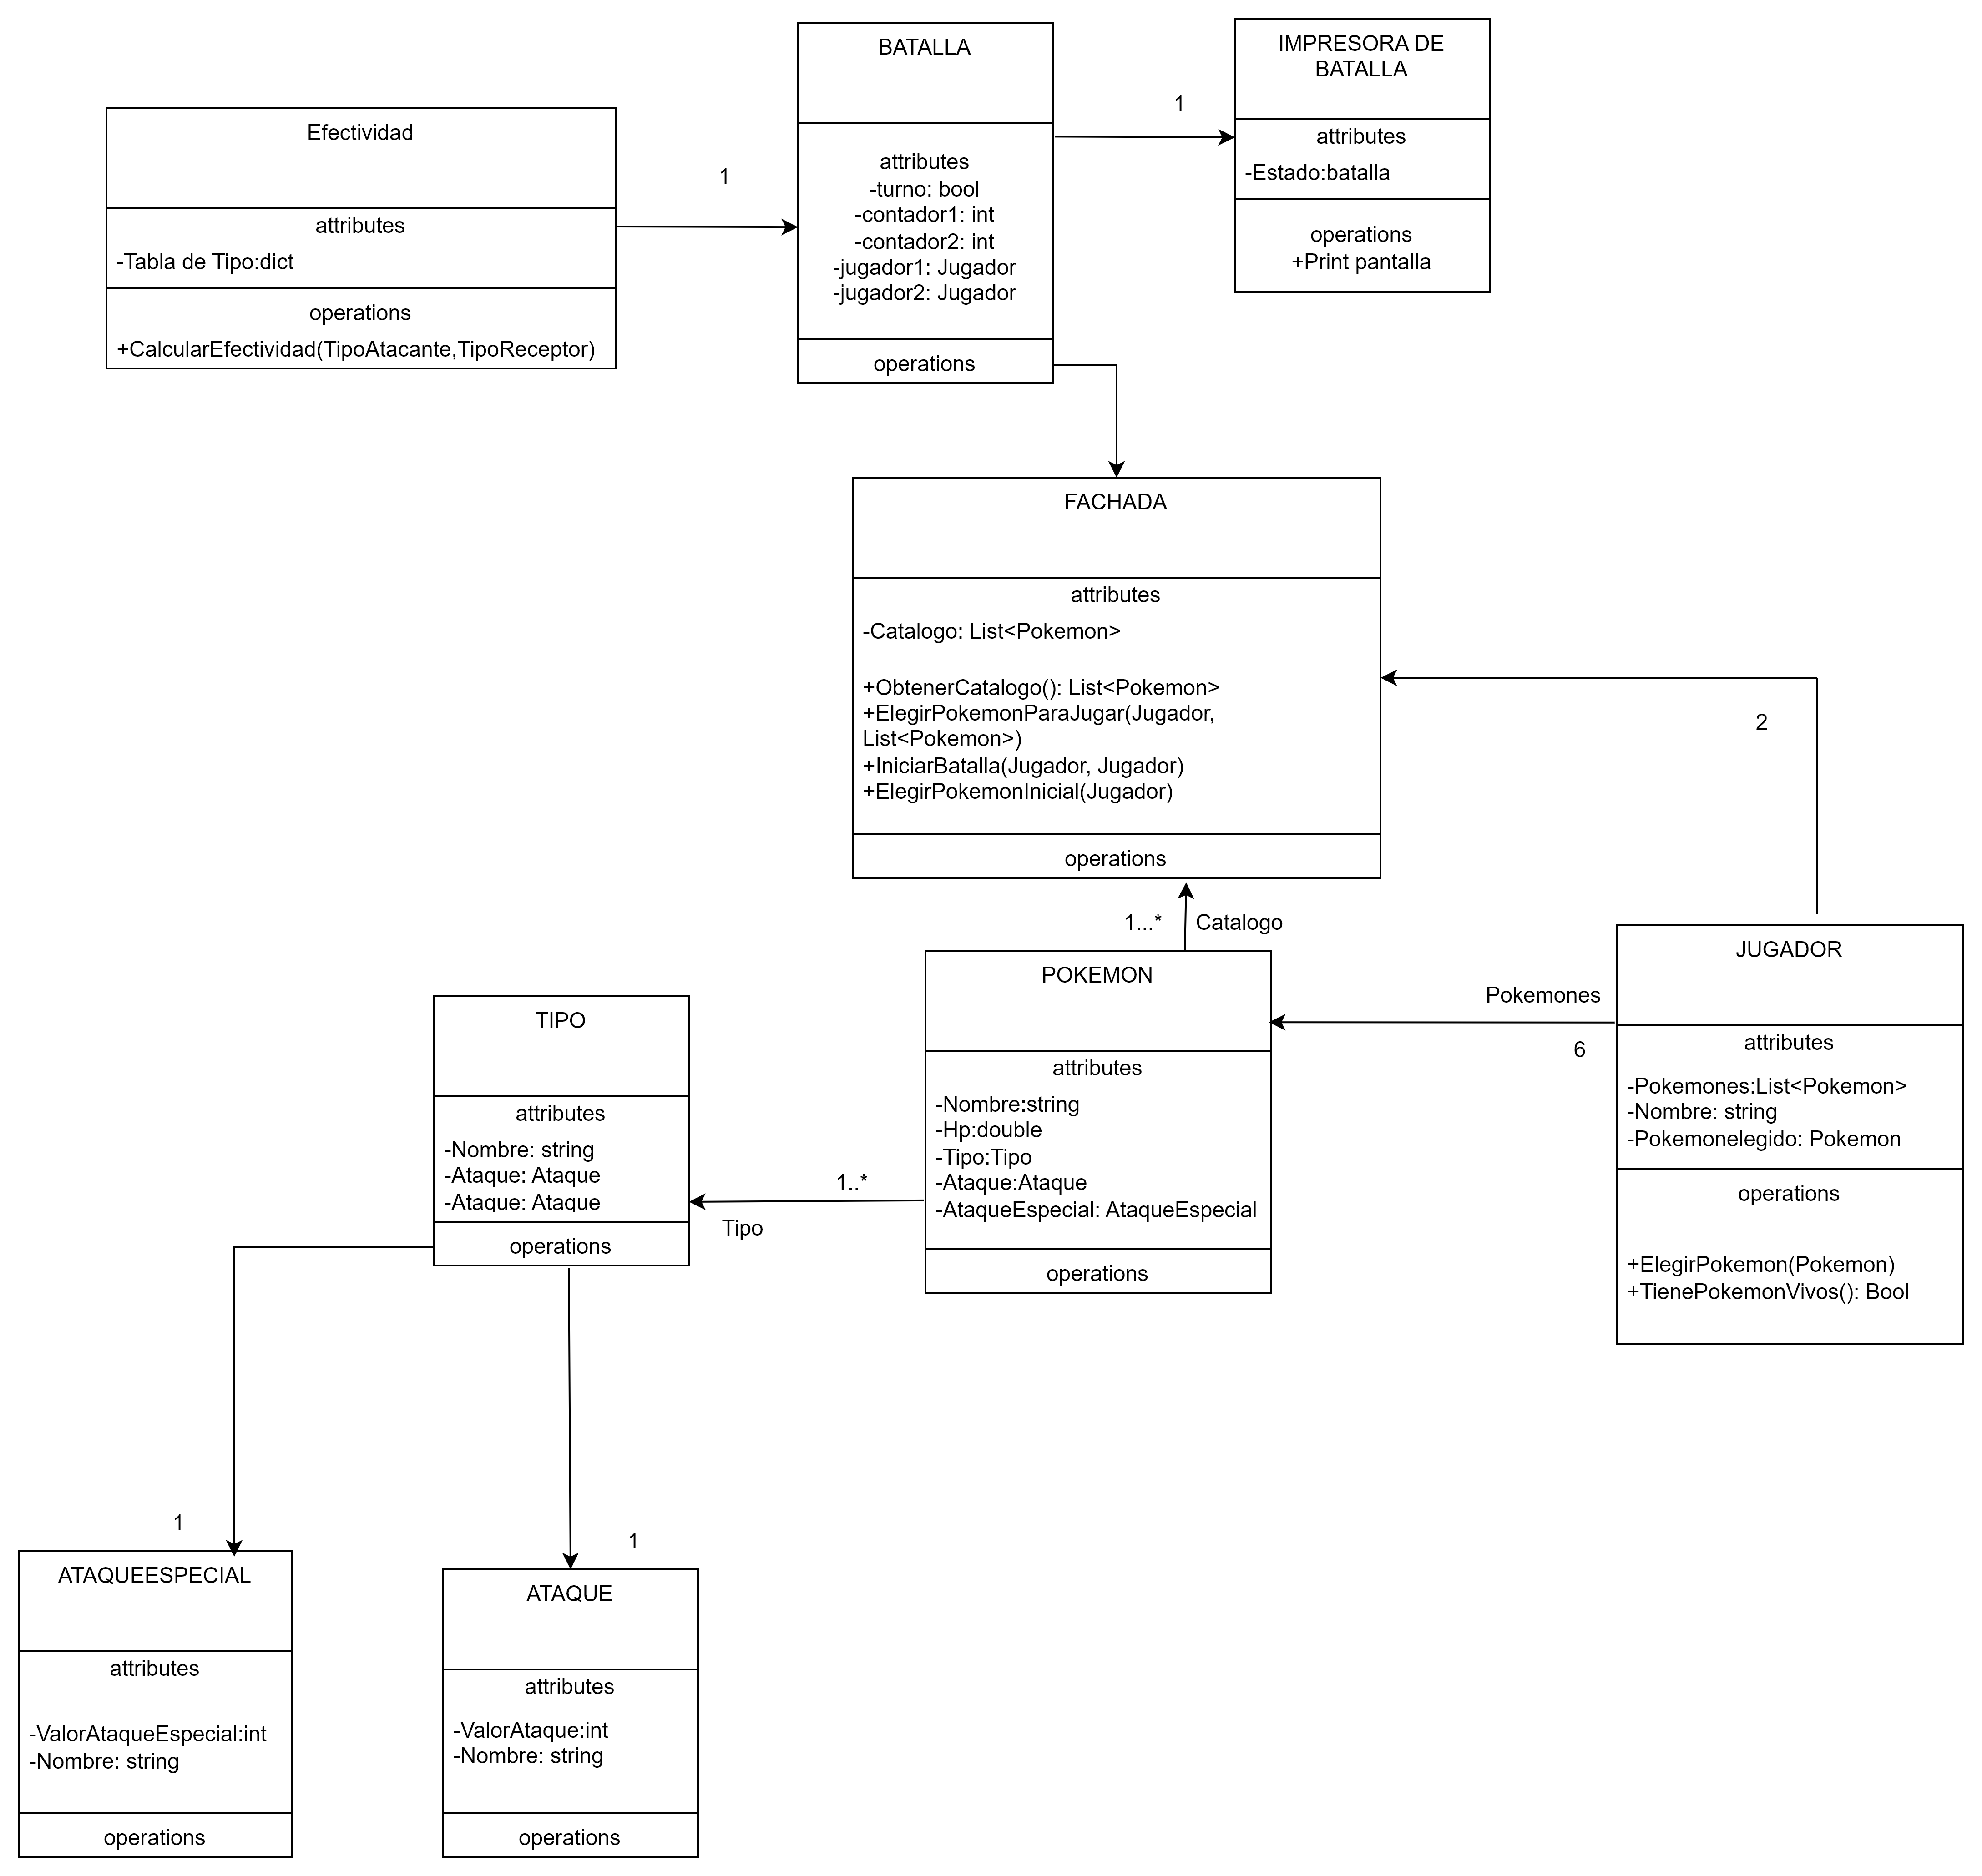 BATALLA
attributes
-turno: bool
-contador1: int
-contador2: int
-jugador1: Jugador
-jugador2: Jugador
operations
IMPRESORA DE
BATALLA
attributes
-Estado:batalla
operations
+Print pantalla
1
Efectividad
attributes
-Tabla de Tipo:dict
operations
+CalcularEfectividad(TipoAtacante,TipoReceptor)
1
FACHADA
attributes
-Catalogo: List<Pokemon>
+ObtenerCatalogo(): List<Pokemon>
+ElegirPokemonParaJugar(Jugador,
List<Pokemon>)
+IniciarBatalla(Jugador, Jugador)
+ElegirPokemonInicial(Jugador)
operations
2
1...*
Catalogo
POKEMON
attributes
-Nombre:string
-Hp:double
-Tipo:Tipo
-Ataque:Ataque
-AtaqueEspecial: AtaqueEspecial
operations
Pokemones
6
JUGADOR
attributes
-Pokemones:List<Pokemon>
-Nombre: string
-Pokemonelegido: Pokemon
operations
+ElegirPokemon(Pokemon)
+TienePokemonVivos(): Bool
TIPO
attributes
-Nombre: string
-Ataque: Ataque
-Ataque: Ataque
operations
1..*
Tipo
1
ATAQUEESPECIAL
attributes
-ValorAtaqueEspecial:int
-Nombre: string
operations
1
ATAQUE
attributes
-ValorAtaque:int
-Nombre: string
operations